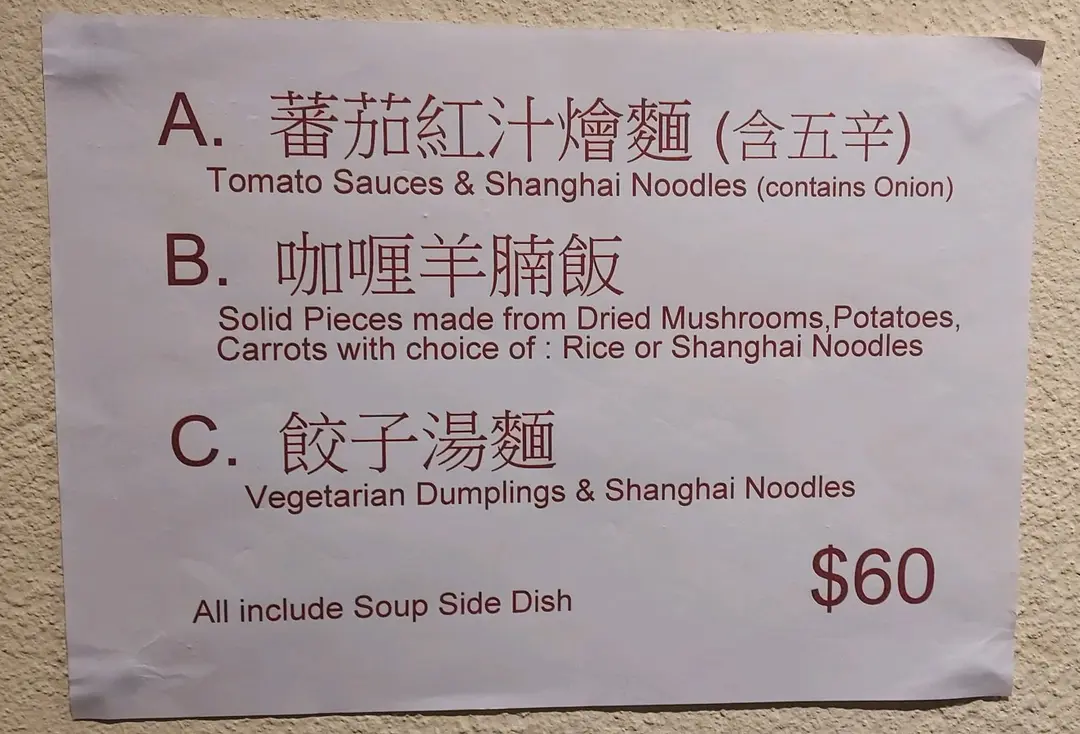 A. 蕃茄紅汁燴麵 (含五辛)
Tomato Sauces & Shanghai Noodles (contains Onion)
B. 咖喱羊腩飯
Solid Pieces made from Dried Mushrooms,Potatoes,
Carrots with choice of : Rice or Shanghai Noodles
C. 餃子湯麵
Vegetarian Dumplings & Shanghai Noodles
$60
All include Soup Side Dish